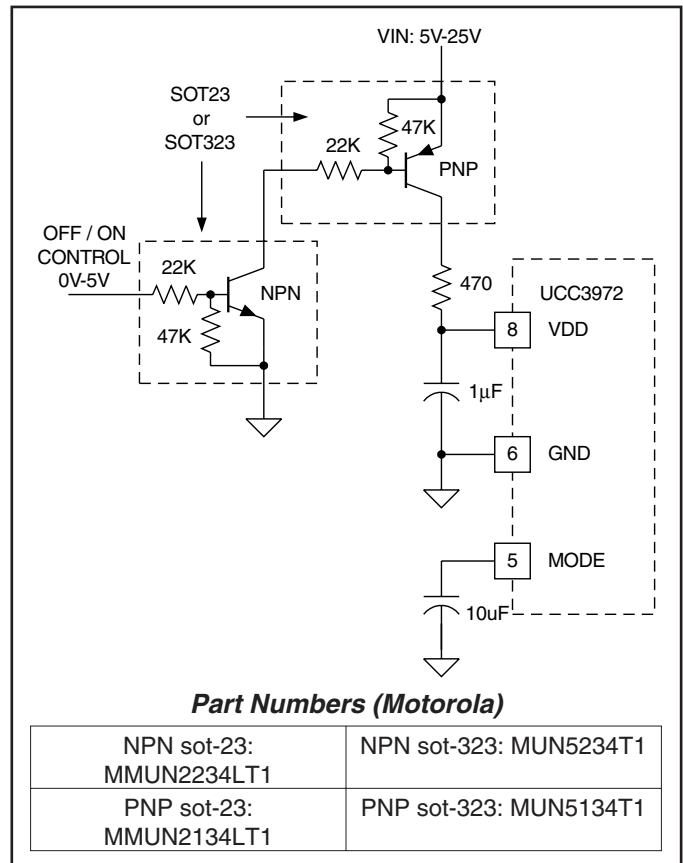 VIN: 5V-25V
SOT23
or
SOT323
47K
22K
PNP
OFF / ON
CONTROL
0V-5V
22K
NPN
47K
470
UCC3972
8 VDD
1µF
6 GND
5 MODE
10uF
Part Numbers (Motorola)
NPN sot-23:
MMUN2234LT1
NPN sot-323: MUN5234T1
PNP sot-23:
MMUN2134LT1
PNP sot-323: MUN5134T1